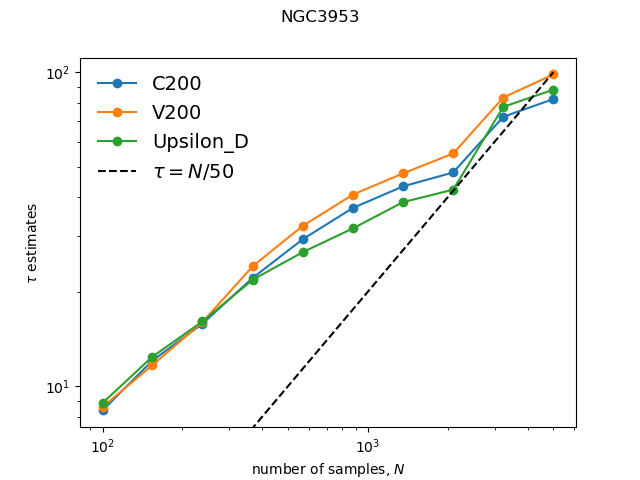 NGC3953
C200
V200
Upsilon_D
τ = N/50
10²
10¹
τ estimates
10²
10³
number of samples, N